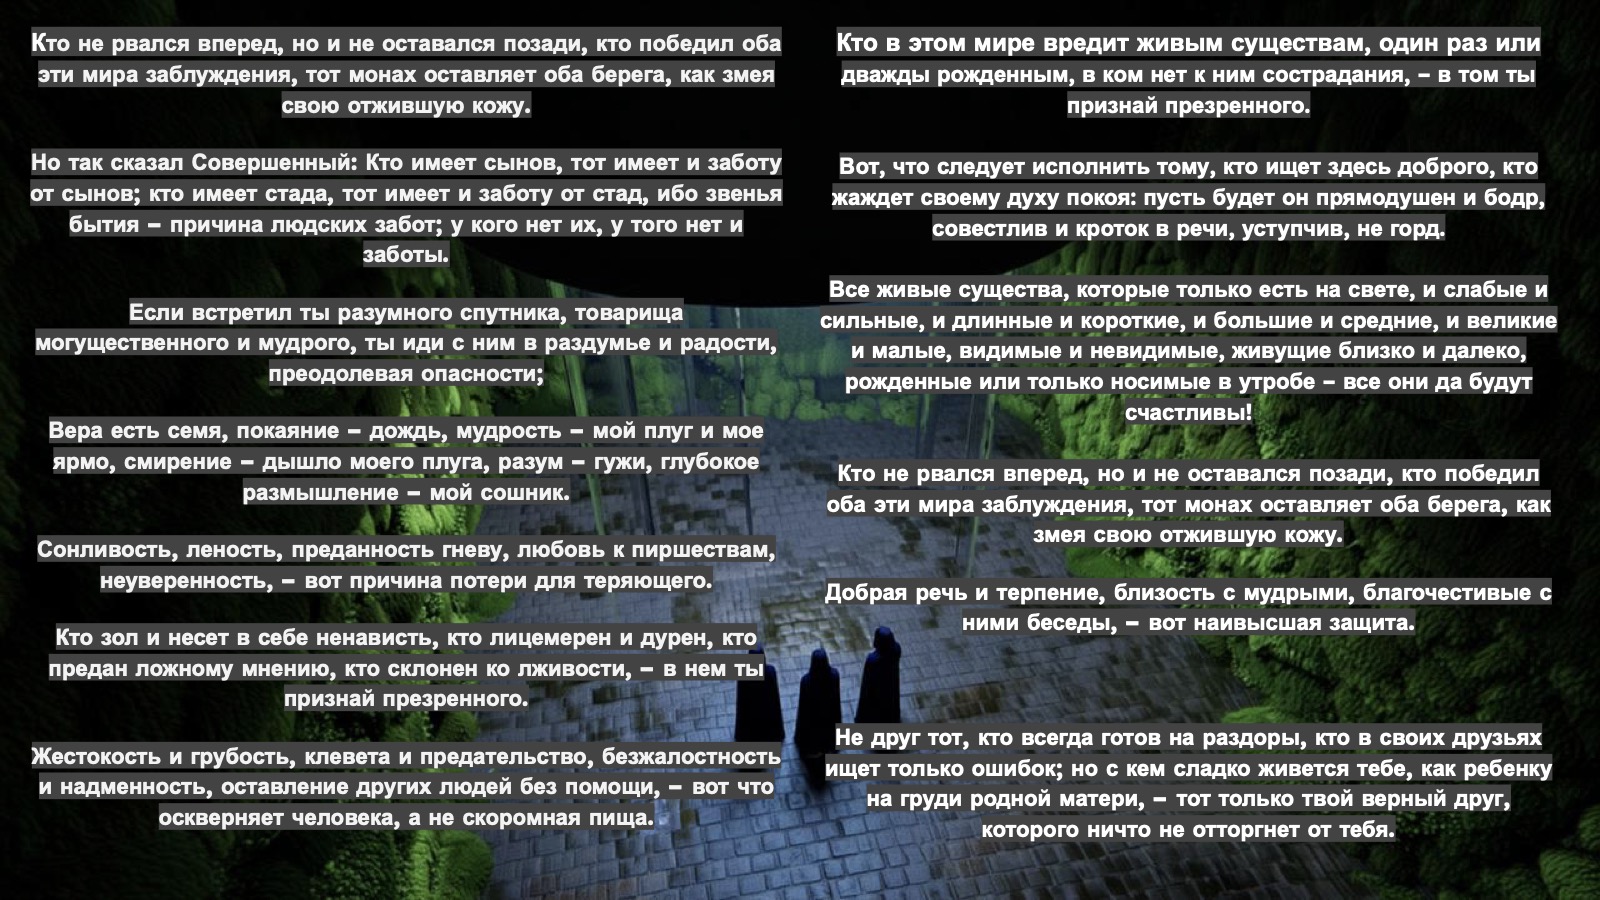 Кто не рвался вперед, но и не оставался позади, кто победил оба
эти мира заблуждения, тот монах оставляет оба берега, как змея
свою отжившую кожу.
Но так сказал Совершенный: Кто имеет сынов, тот имеет и заботу
от сынов; кто имеет стада, тот имеет и заботу от стад, ибо звенья
бытия – причина людских забот; у кого нет их, у того нет и
заботы.
Если встретил ты разумного спутника, товарища
могущественного и мудрого, ты иди с ним в раздумье и радости,
преодолевая опасности;
Вера есть семя, покаяние – дождь, мудрость – мой плуг и мое
ярмо, смирение – дышло моего плуга, разум – гужи, глубокое
размышление – мой сошник.
Сонливость, леность, преданность гневу, любовь к пиршествам,
неуверенность, – вот причина потери для теряющего.
Кто зол и несет в себе ненависть, кто лицемерен и дурен, кто
предан ложному мнению, кто склонен ко лживости, – в нем ты
признай презренного.
Жестокость и грубость, клевета и предательство, безжалостность
и надменность, оставление других людей без помощи, – вот что
оскверняет человека, а не скоромная пища.
Кто в этом мире вредит живым существам, один раз или
дважды рожденным, в ком нет к ним сострадания, – в том ты
признай презренного.
Вот, что следует исполнить тому, кто ищет здесь доброго, кто
жаждет своему духу покоя: пусть будет он прямодушен и бодр,
совестлив и кроток в речи, уступчив, не горд.
Все живые существа, которые только есть на свете, и слабые и
сильные, и длинные и короткие, и большие и средние, и великие
и малые, видимые и невидимые, живущие близко и далеко,
рожденные или только носимые в утробе – все они да будут
счастливы!
Кто не рвался вперед, но и не оставался позади, кто победил
оба эти мира заблуждения, тот монах оставляет оба берега, как
змея свою отжившую кожу.
Добрая речь и терпение, близость с мудрыми, благочестивые с
ними беседы, – вот наивысшая защита.
Не друг тот, кто всегда готов на раздоры, кто в своих друзьях
ищет только ошибок; но с кем сладко живется тебе, как ребенку
на груди родной матери, – тот только твой верный друг,
которого ничто не отторгнет от тебя.